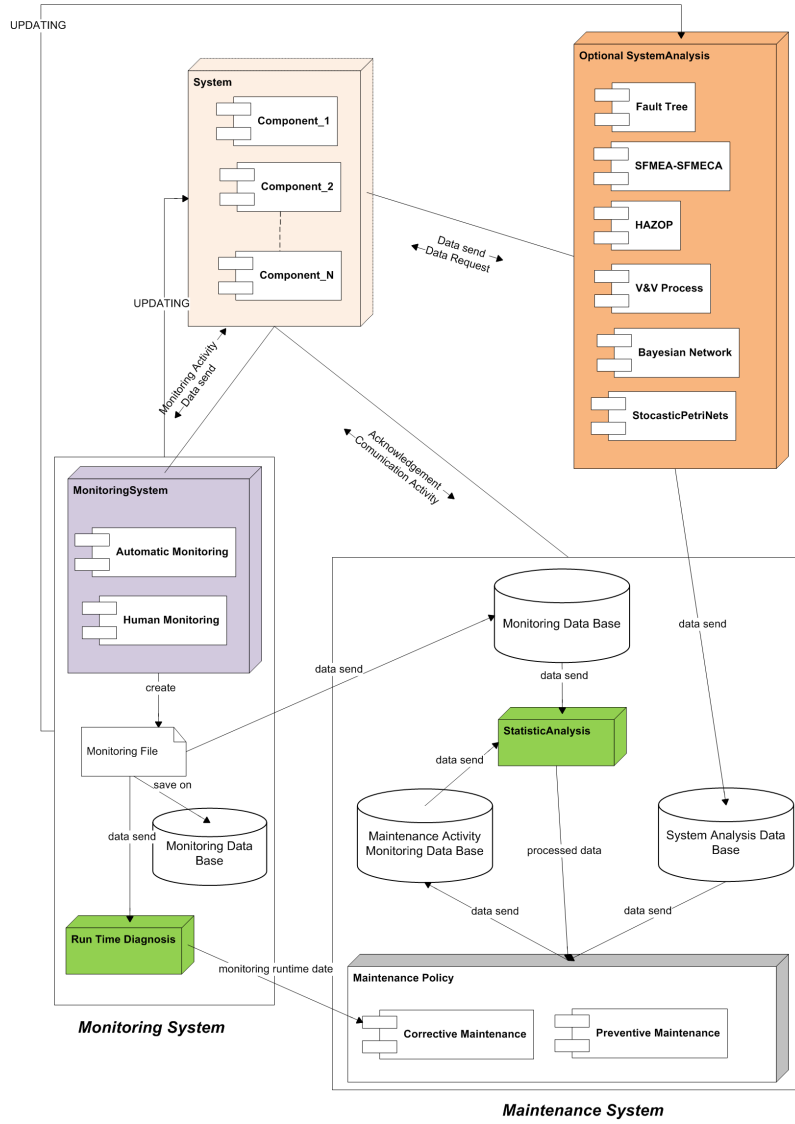 UPDATING
System
Component_1
Component_2
Component_N
Optional SystemAnalysis
Fault Tree
SFMEA-SFMECA
HAZOP
V&V Process
Bayesian Network
StocasticPetriNets
Data send
Data Request
UPDATING
Monitoring Activity
Data send
Acknowledgement
Comunication Activity
MonitoringSystem
Automatic Monitoring
Human Monitoring
create
Monitoring File
save on
data send
Monitoring Data
Base
data send
Run Time Diagnosis
monitoring runtime date
Monitoring System
Monitoring Data Base
data send
StatisticAnalysis
data send
Maintenance Activity
Monitoring Data Base
processed data
data send
System Analysis Data
Base
data send
data send
Maintenance Policy
Corrective Maintenance
Preventive Maintenance
Maintenance System